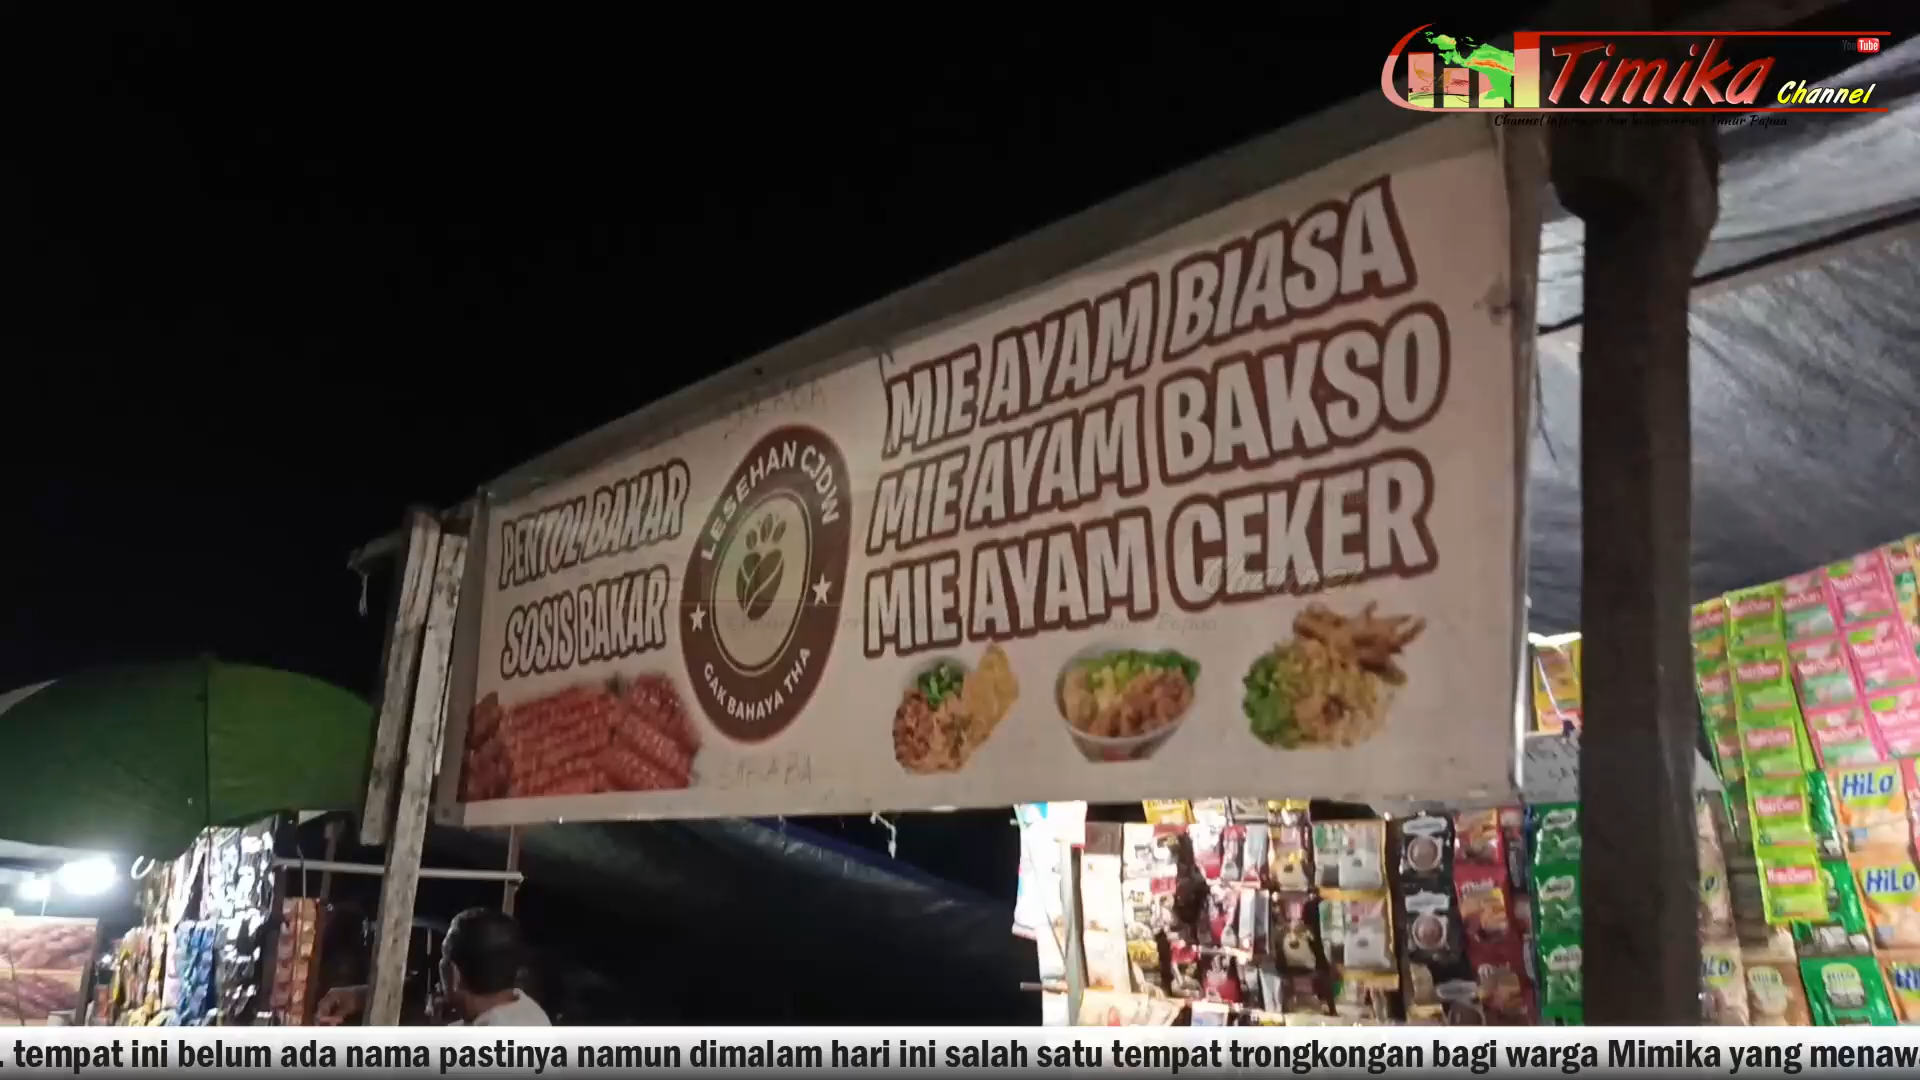 Timika
Channel
YouTube
MIE AYAM BIASA
MIE AYAM BAKSO
MIE AYAM CEKER
PENTOL BAKAR
SOSIS BAKAR
LESEHAN CJDW
GAK BAHAYA THA
HiLo
HiLo
. tempat ini belum ada nama pastinya namun dimalam hari ini salah satu tempat trongkongan bagi warga Mimika yang menaw